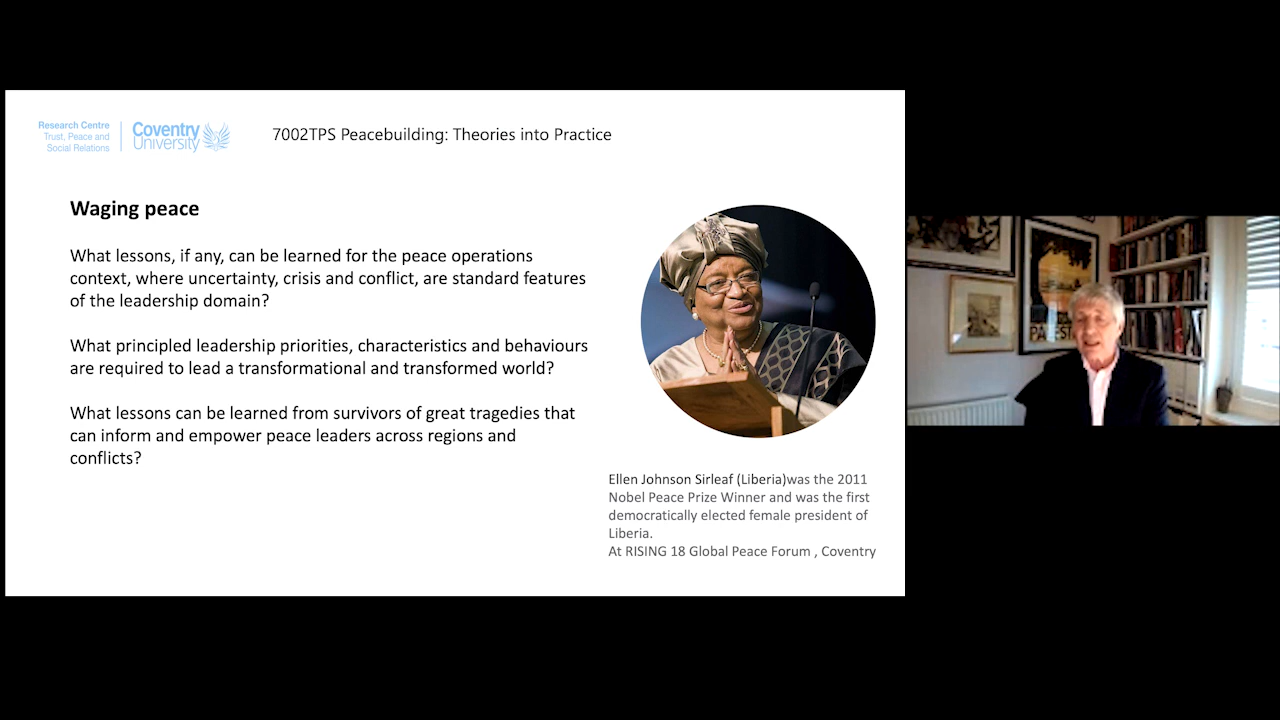 Research Centre
Trust, Peace and
Social Relations
Coventry
University
7002TPS Peacebuilding: Theories into Practice
Waging peace
What lessons, if any, can be learned for the peace operations
context, where uncertainty, crisis and conflict, are standard features
of the leadership domain?
What principled leadership priorities, characteristics and behaviours
are required to lead a transformational and transformed world?
What lessons can be learned from survivors of great tragedies that
can inform and empower peace leaders across regions and
conflicts?
Ellen Johnson Sirleaf (Liberia)was the 2011
Nobel Peace Prize Winner and was the first
democratically elected female president of
Liberia.
At RISING 18 Global Peace Forum , Coventry